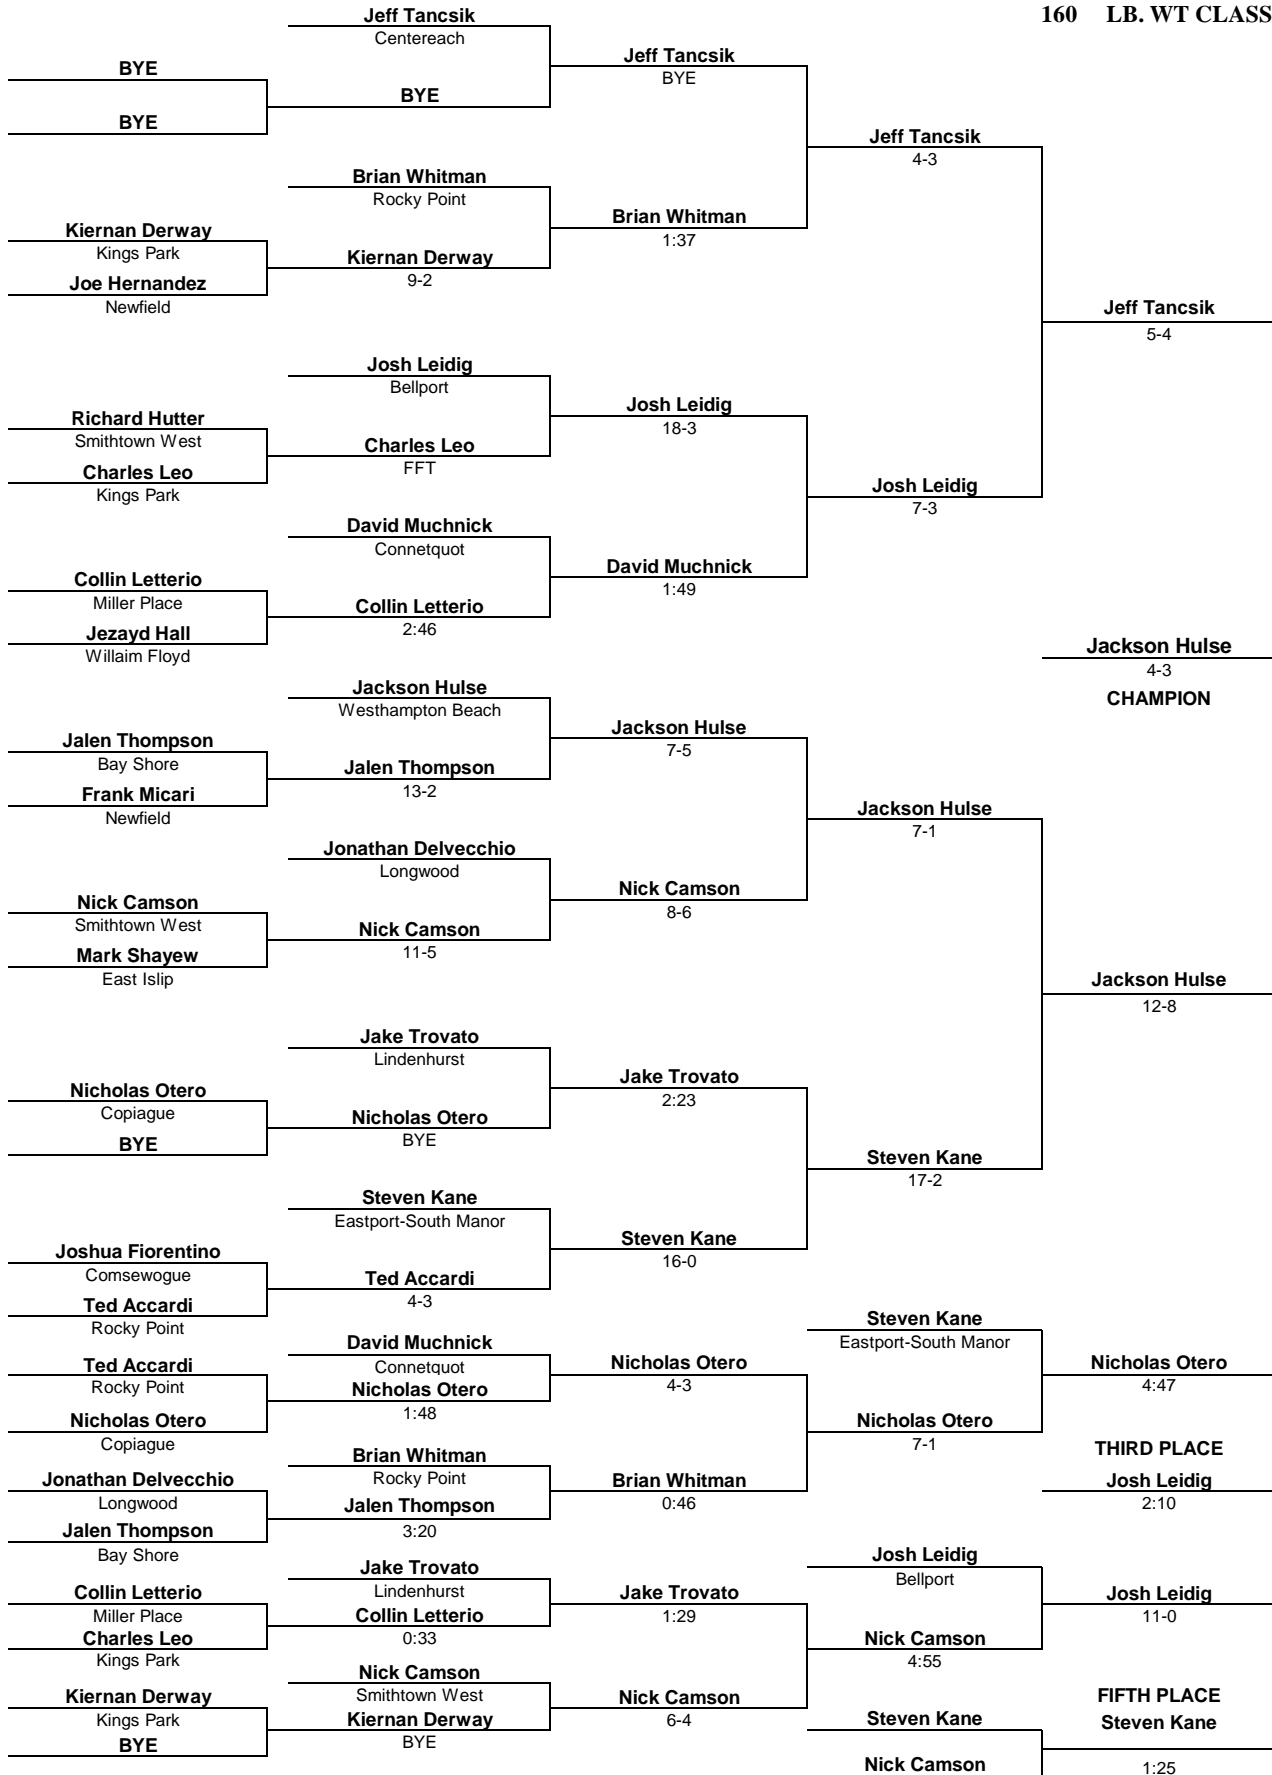 160 LB. WT CLASS
Jeff Tancsik
Centereach
BYE
BYE
BYE
Jeff Tancsik
BYE
Brian Whitman
Rocky Point
Kiernan Derway
Kings Park
Joe Hernandez
Newfield
Kiernan Derway
9-2
Brian Whitman
1:37
Jeff Tancsik
4-3
Josh Leidig
Bellport
Richard Hutter
Smithtown West
Charles Leo
Kings Park
Charles Leo
FFT
Josh Leidig
18-3
David Muchnick
Connetquot
Collin Letterio
Miller Place
Jezayd Hall
Willaim Floyd
Collin Letterio
2:46
David Muchnick
1:49
Josh Leidig
7-3
Jeff Tancsik
5-4
Jackson Hulse
4-3
CHAMPION
Jackson Hulse
Westhampton Beach
Jalen Thompson
Bay Shore
Frank Micari
Newfield
Jalen Thompson
13-2
Jackson Hulse
7-5
Jonathan Delvecchio
Longwood
Nick Camson
Smithtown West
Mark Shayew
East Islip
Nick Camson
11-5
Nick Camson
8-6
Jackson Hulse
7-1
Jackson Hulse
12-8
Jake Trovato
Lindenhurst
Nicholas Otero
Copiague
BYE
Nicholas Otero
BYE
Jake Trovato
2:23
Steven Kane
Eastport-South Manor
Joshua Fiorentino
Comsewogue
Ted Accardi
Rocky Point
Ted Accardi
4-3
Steven Kane
16-0
Steven Kane
17-2
Ted Accardi
Rocky Point
Nicholas Otero
Copiague
David Muchnick
Connetquot
Nicholas Otero
1:48
Nicholas Otero
4-3
Jonathan Delvecchio
Longwood
Jalen Thompson
Bay Shore
Brian Whitman
Rocky Point
Jalen Thompson
3:20
Brian Whitman
0:46
Steven Kane
Eastport-South Manor
Nicholas Otero
7-1
Nicholas Otero
4:47
THIRD PLACE
Josh Leidig
2:10
Collin Letterio
Miller Place
Charles Leo
Kings Park
Jake Trovato
Lindenhurst
Collin Letterio
0:33
Jake Trovato
1:29
Kiernan Derway
Kings Park
BYE
Nick Camson
Smithtown West
Kiernan Derway
BYE
Nick Camson
6-4
Josh Leidig
Bellport
Nick Camson
4:55
Josh Leidig
11-0
FIFTH PLACE
Steven Kane
Steven Kane
Nick Camson
1:25